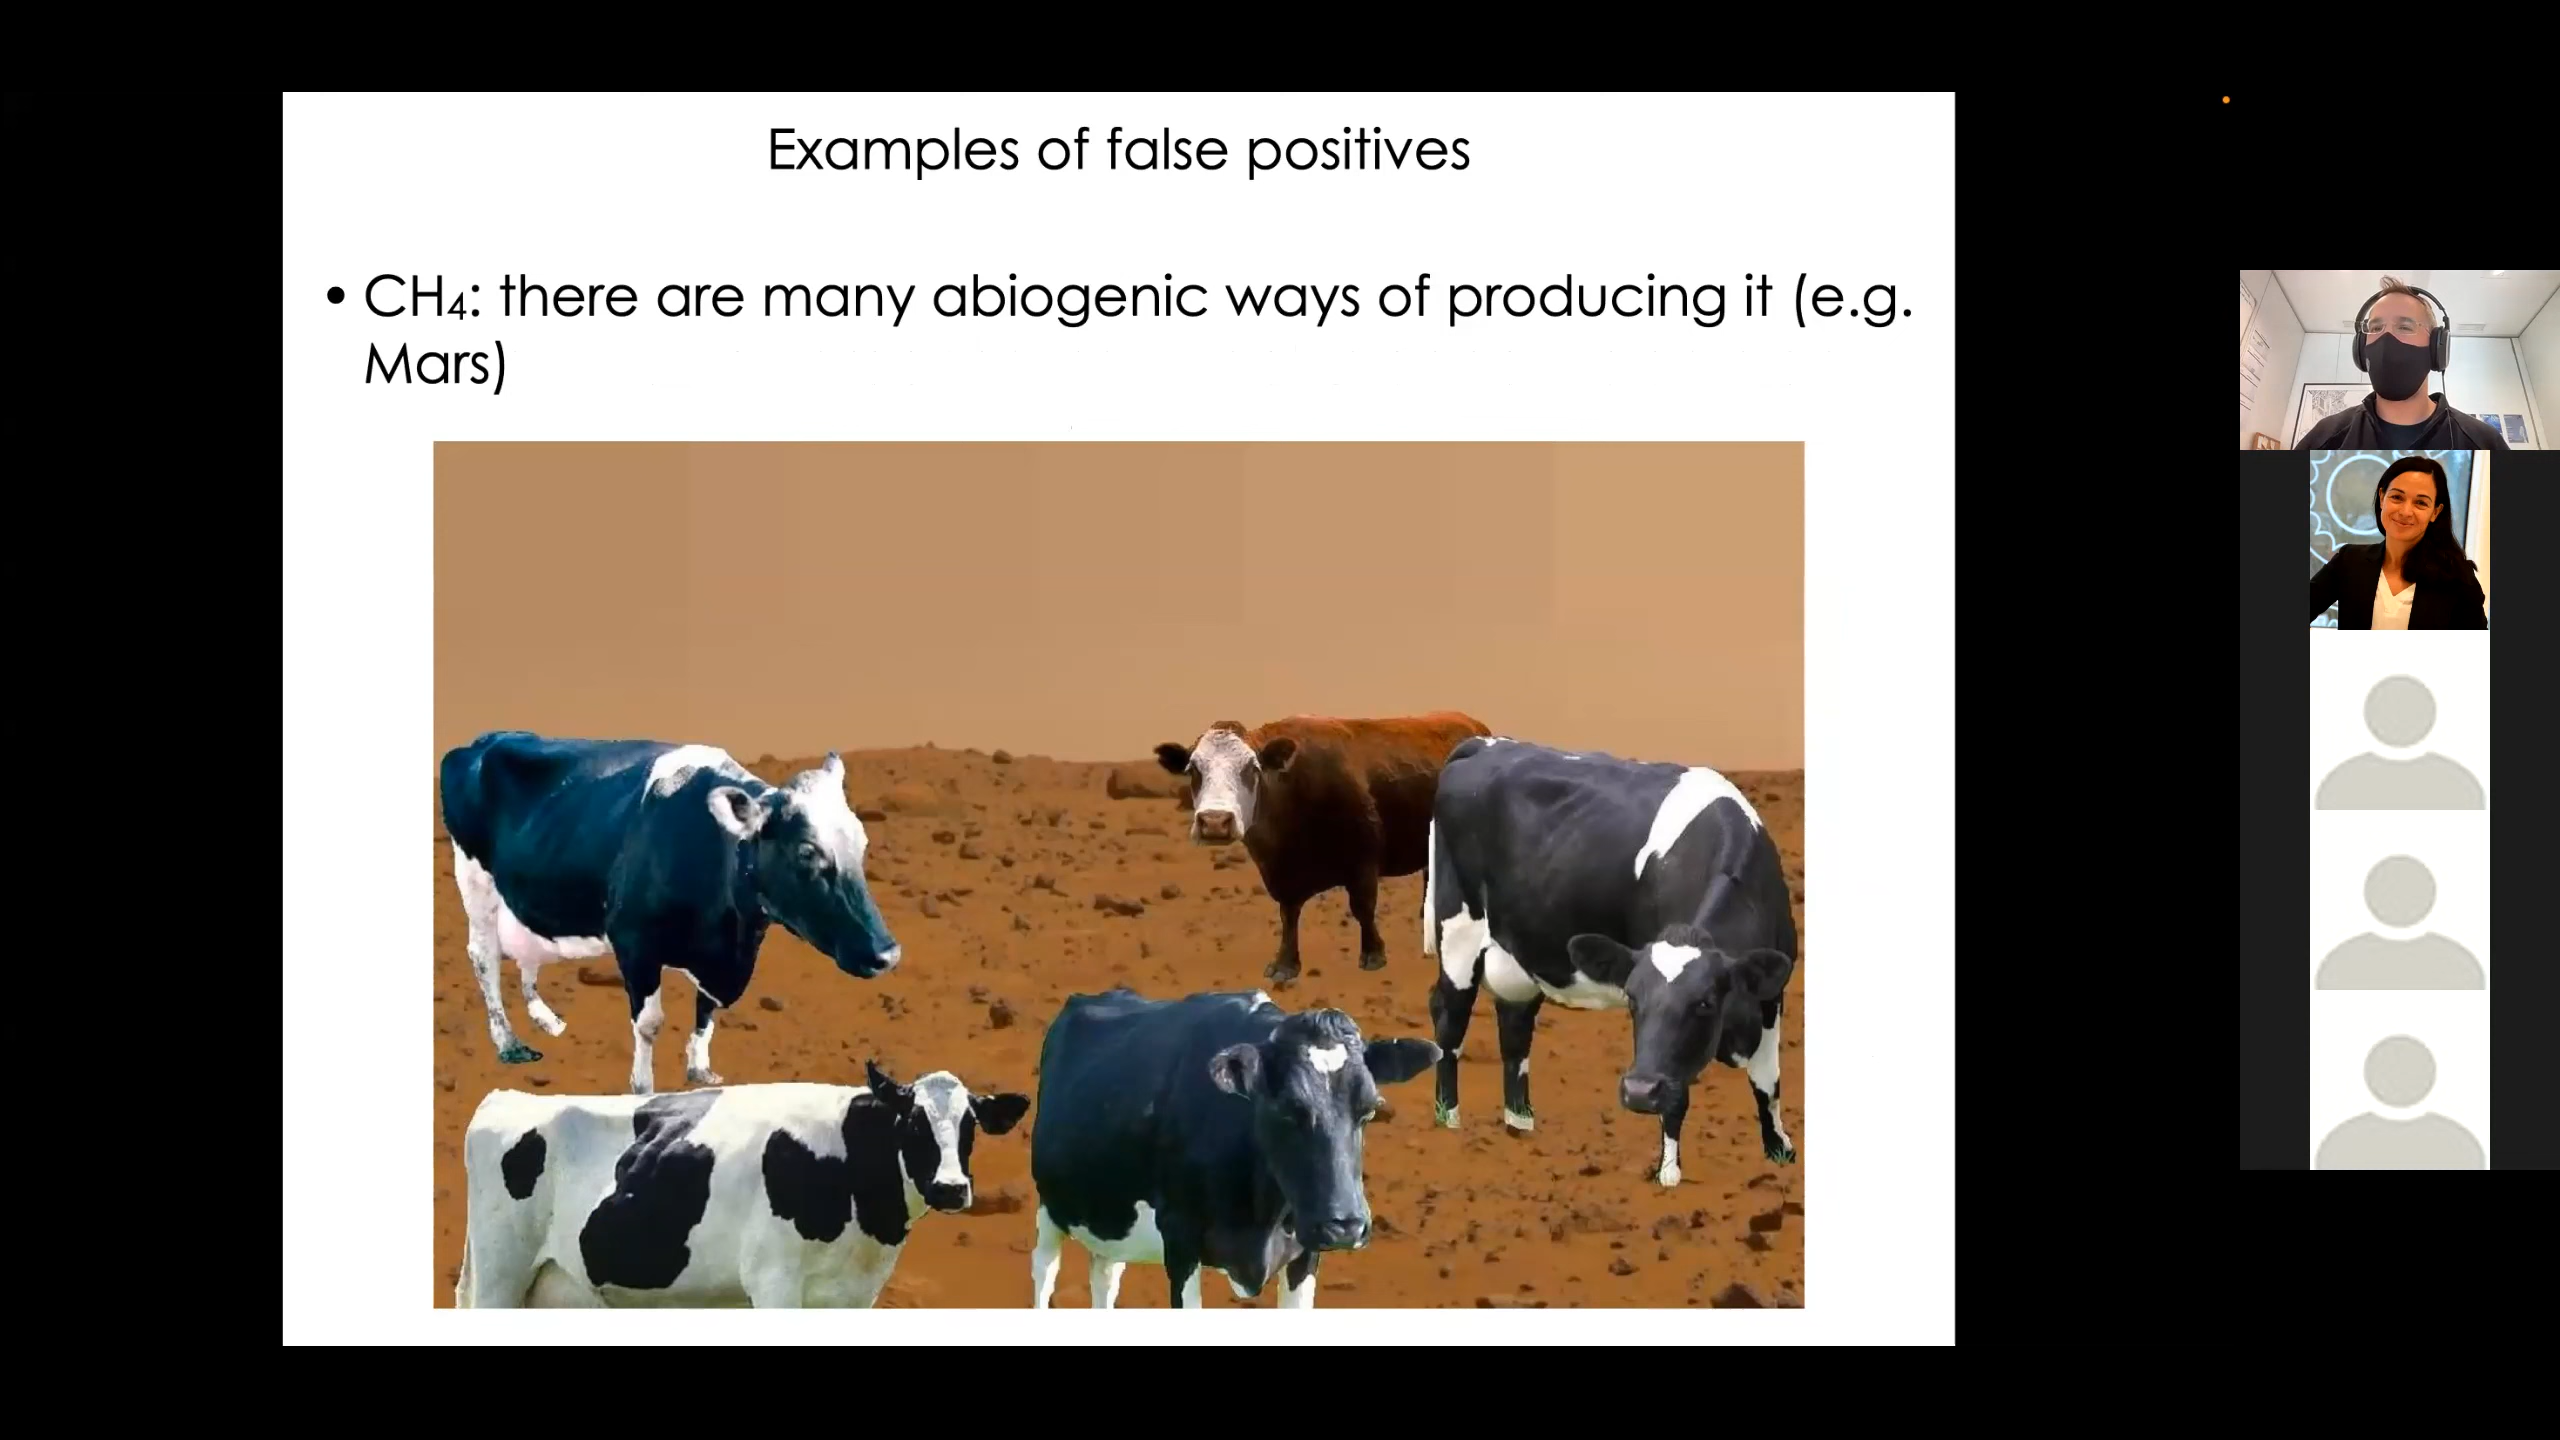 Examples of false positives
• CH₄: there are many abiogenic ways of producing it (e.g.
Mars)